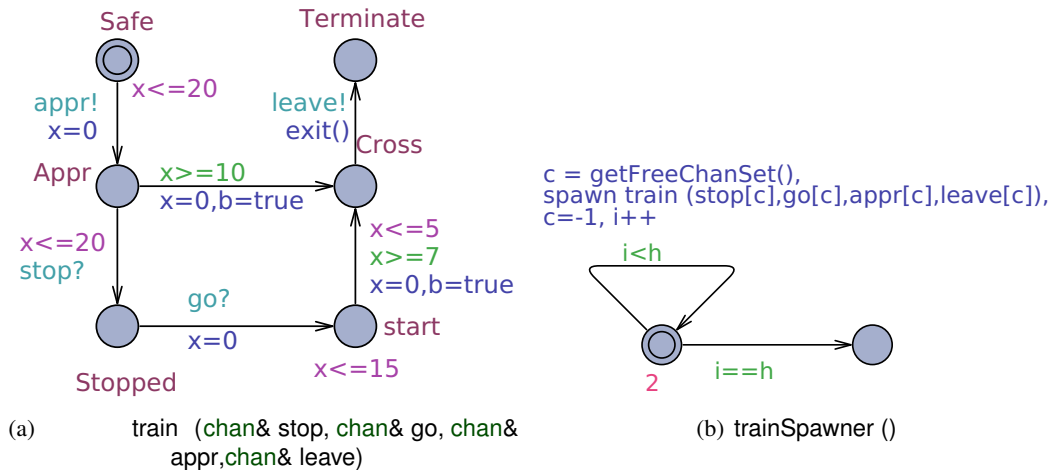 Safe
Terminate
x<=20
appr!
x=0
leave!
exit()
Cross
Appr
x>=10
x=0,b=true
x<=20
stop?
x<=5
x>=7
x=0,b=true
go?
x=0
start
x<=15
Stopped
(a) train (chan& stop, chan& go, chan&
appr,chan& leave)
c = getFreeChanSet(),
spawn train (stop[c],go[c],appr[c],leave[c]),
c=-1, i++
i<h
i==h
2
(b) trainSpawner ()